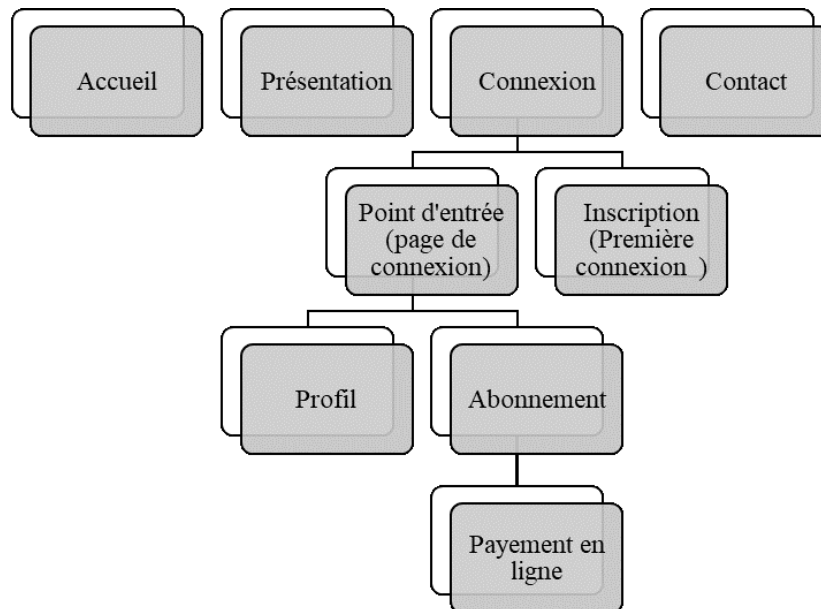 Accueil
Présentation
Connexion
Contact
Point d'entrée
(page de
connexion)
Inscription
(Première
connexion )
Profil
Abonnement
Payement en
ligne